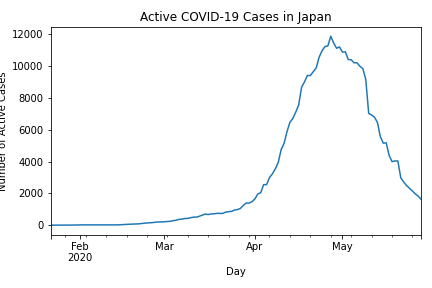 Active COVID-19 Cases in Japan
12000
10000
8000
6000
4000
2000
0
Number of Active Cases
Feb
2020
Mar
Apr
May
Day